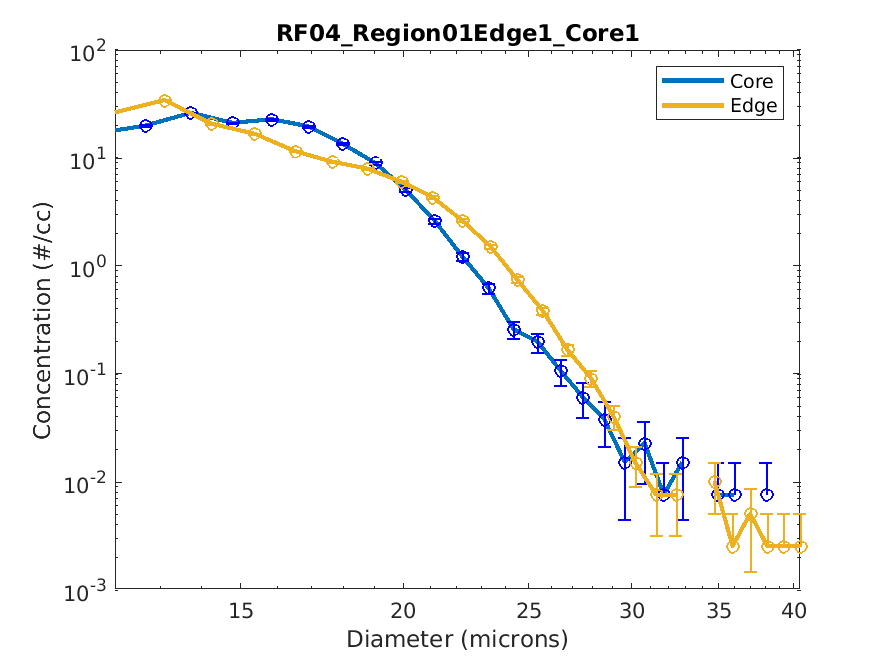 RF04_Region01Edge1_Core1
Core
Edge
Concentration (#/cc)
10^2
10^1
10^0
10^-1
10^-2
10^-3
15 20 25 30 35 40
Diameter (microns)